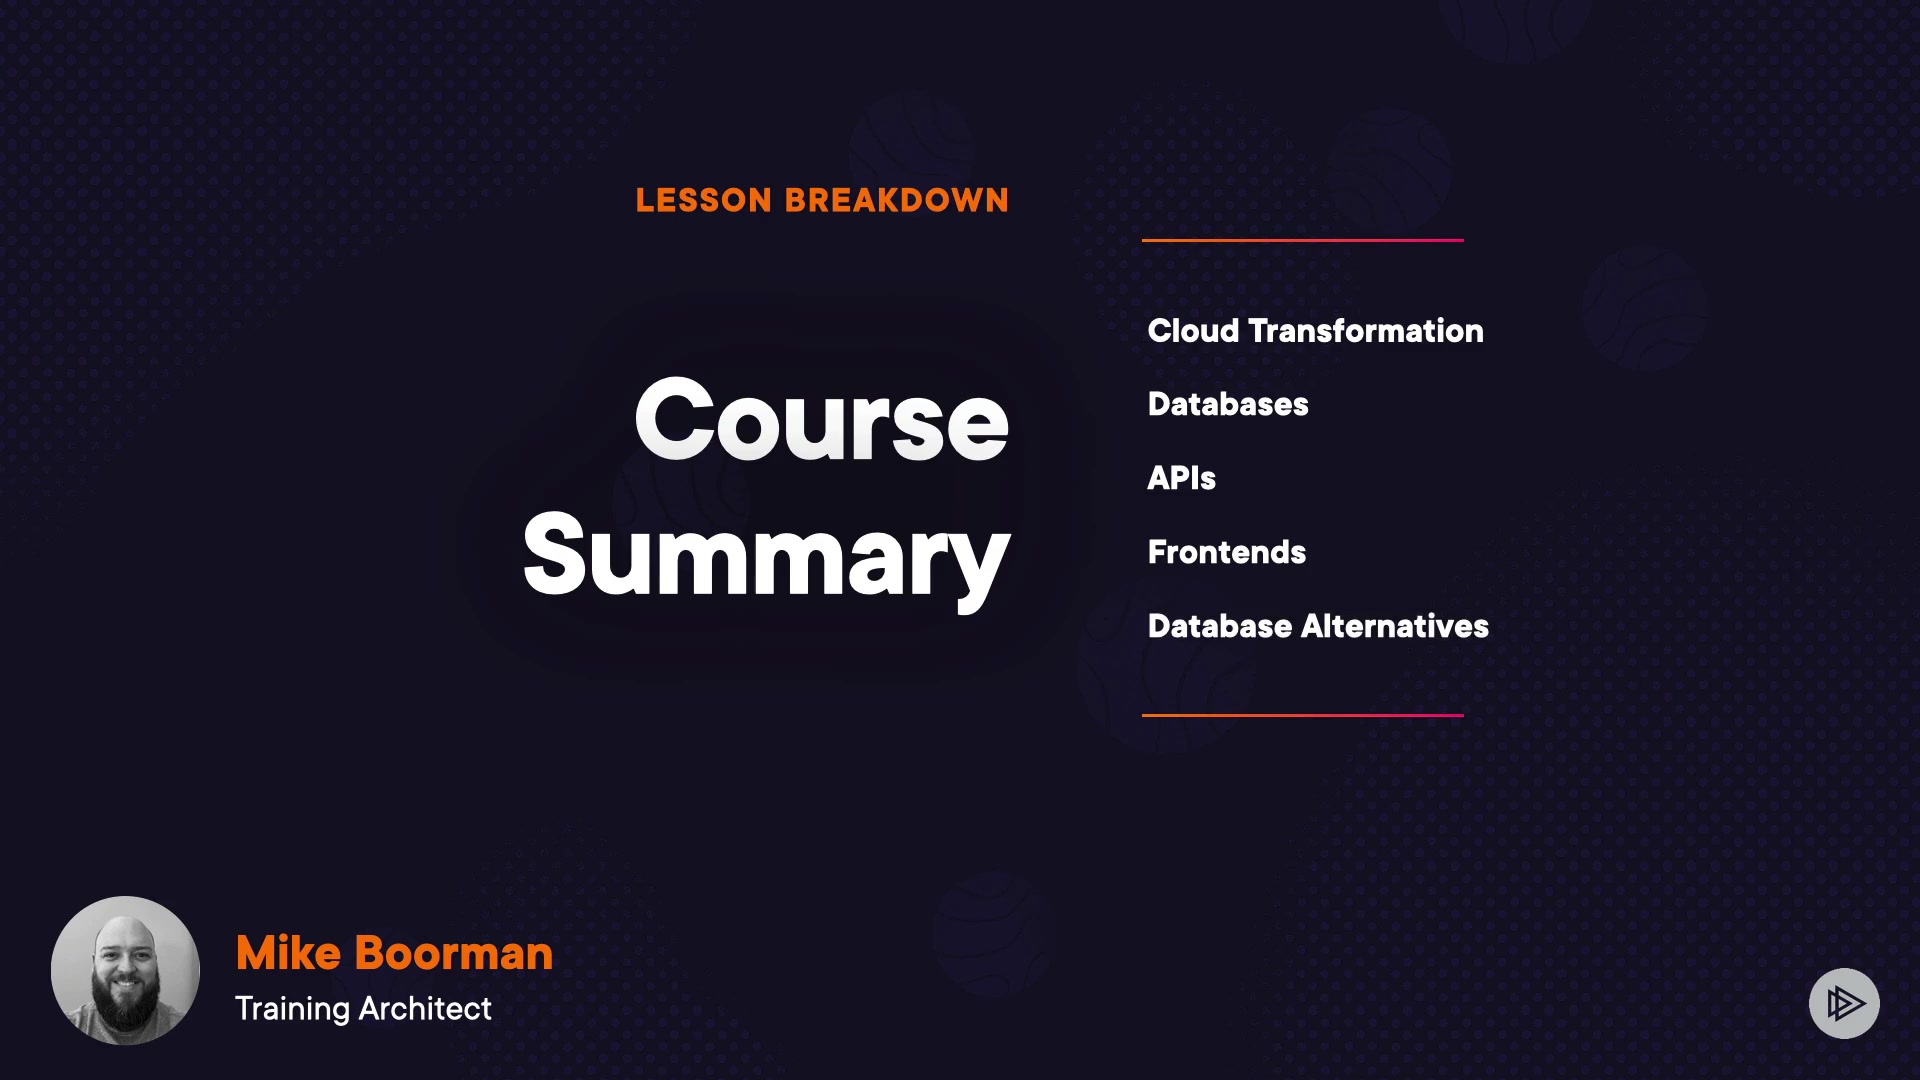 LESSON BREAKDOWN
Course
Summary
Cloud Transformation
Databases
APIs
Frontends
Database Alternatives
Mike Boorman
Training Architect